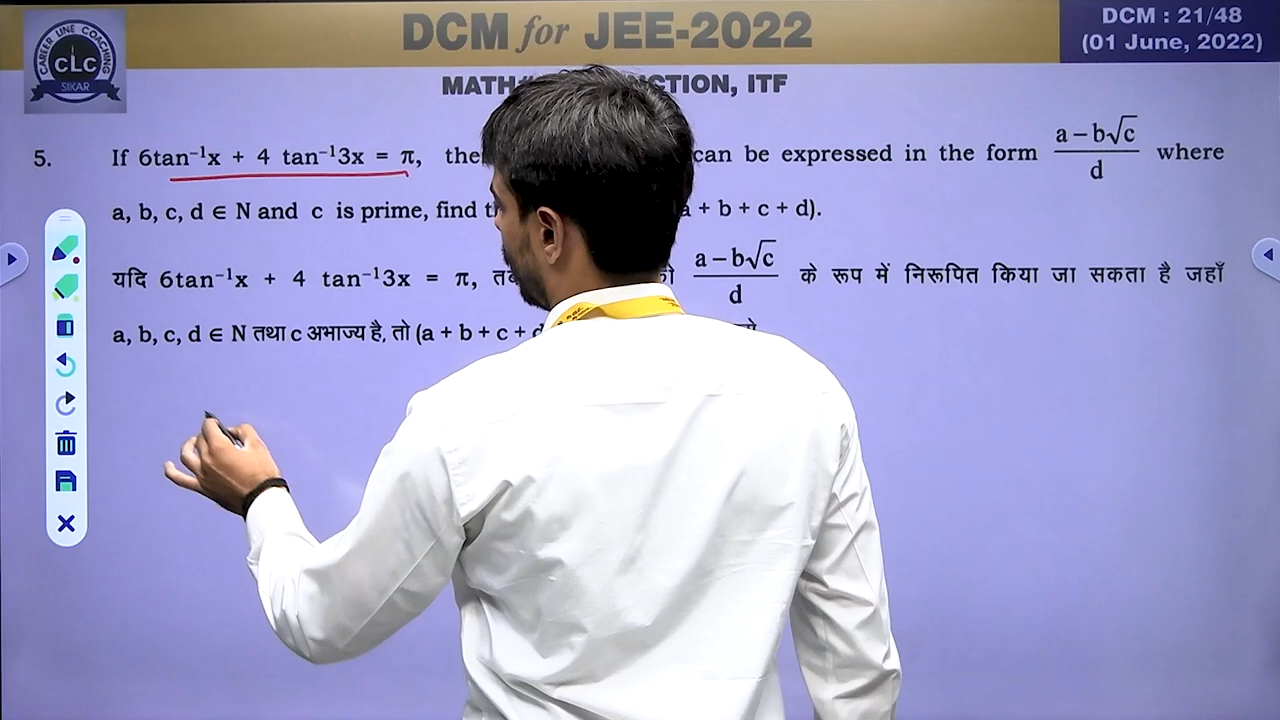 DCM for JEE-2022
DCM : 21/48
(01 June, 2022)
CAREER LINE COACHING
CLC
SIKAR
MATH CTION, ITF
5. If 6tan⁻¹x + 4 tan⁻¹3x = π, the can be expressed in the form (a – b√c)/d where
a, b, c, d ∈ N and c is prime, find t a + b + c + d).
यदि 6tan⁻¹x + 4 tan⁻¹3x = π, (a – b√c)/d के रूप में निरूपित किया जा सकता है जहाँ
a, b, c, d ∈ N तथा c अभाज्य है, तो (a + b + c + d